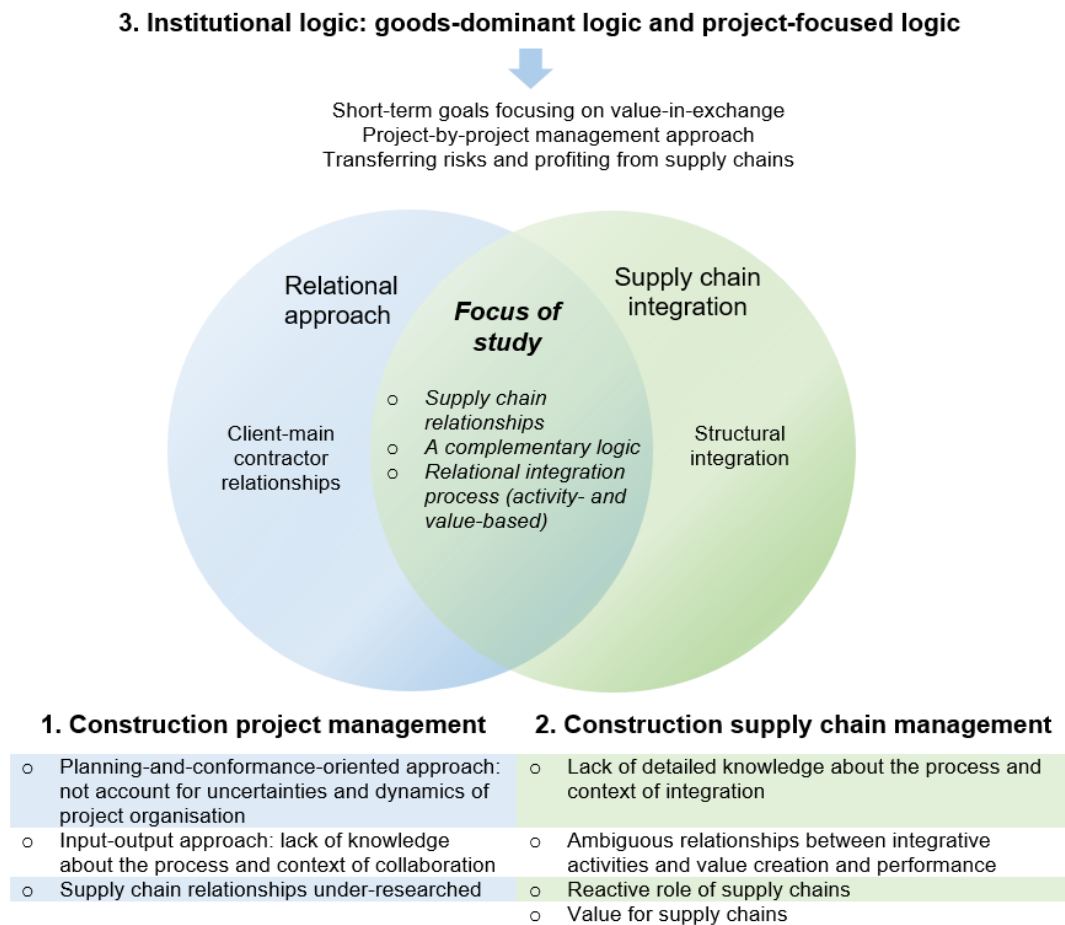 3. Institutional logic: goods-dominant logic and project-focused logic
Short-term goals focusing on value-in-exchange
Project-by-project management approach
Transferring risks and profiting from supply chains
Relational
approach
Client-main
contractor
relationships
Focus of
study
o Supply chain
relationships
o A complementary logic
o Relational integration
process (activity- and
value-based)
Supply chain
integration
Structural
integration
1. Construction project management
o Planning-and-conformance-oriented approach:
not account for uncertainties and dynamics of
project organisation
o Input-output approach: lack of knowledge
about the process and context of collaboration
o Supply chain relationships under-researched
2. Construction supply chain management
o Lack of detailed knowledge about the process and
context of integration
o Ambiguous relationships between integrative
activities and value creation and performance
o Reactive role of supply chains
o Value for supply chains